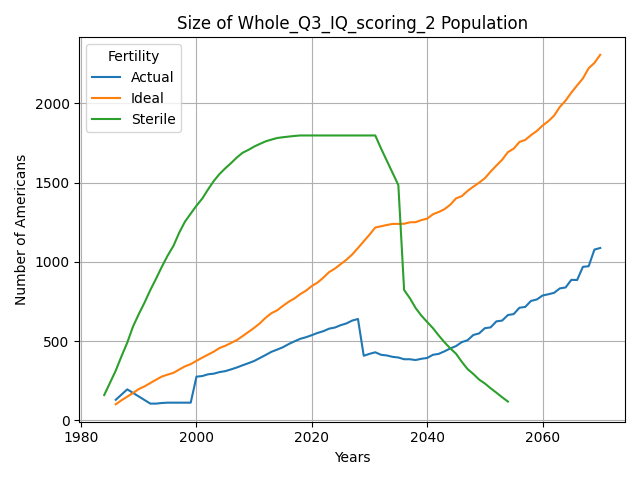 Size of Whole_Q3_IQ_scoring_2 Population
Fertility
Actual
Ideal
Sterile
Number of Americans
2000
1500
1000
500
0
1980
2000
2020
2040
2060
Years